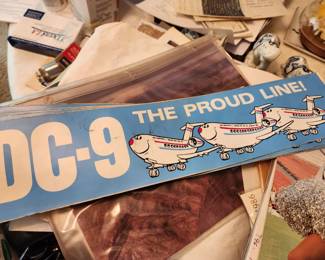 DC-9 THE PROUD LINE!